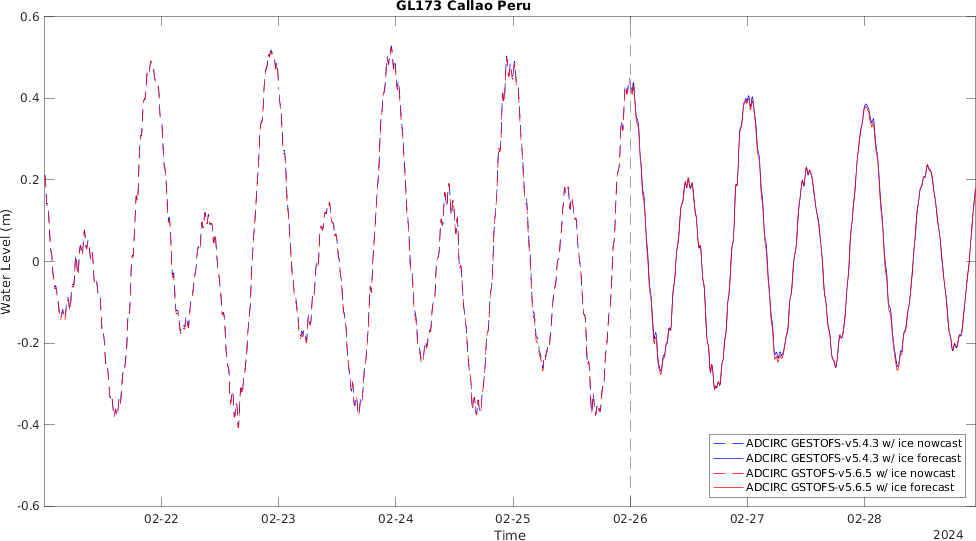 GL173 Callao Peru
0.6
0.4
0.2
0
-0.2
-0.4
-0.6
Water Level (m)
ADCIRC GESTOFS-v5.4.3 w/ ice nowcast
ADCIRC GESTOFS-v5.4.3 w/ ice forecast
ADCIRC GSTOFS-v5.6.5 w/ ice nowcast
ADCIRC GSTOFS-v5.6.5 w/ ice forecast
02-22 02-23 02-24 02-25 02-26 02-27 02-28
Time
2024